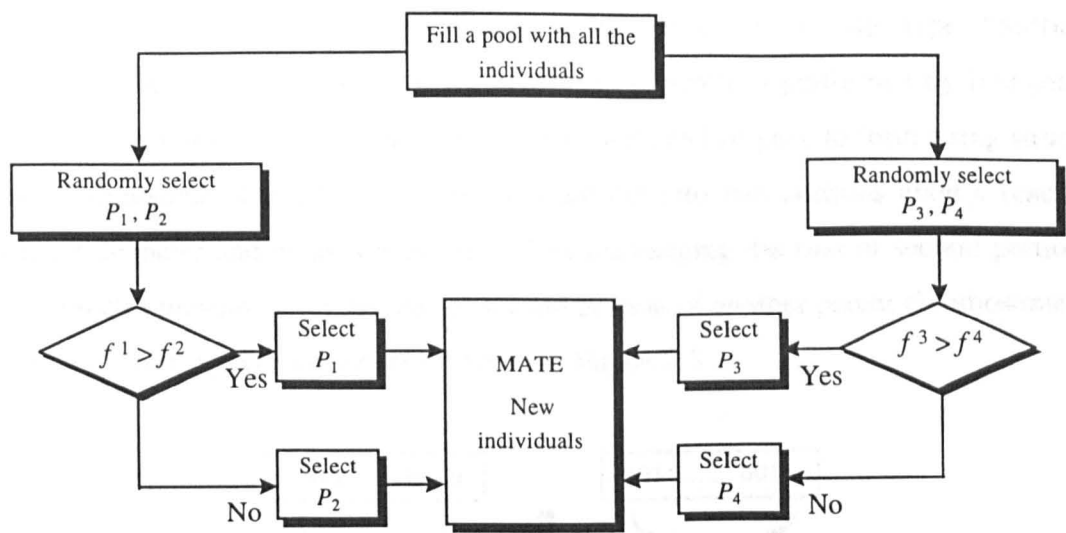 Fill a pool with all the
individuals
Randomly select
P₁, P₂
Randomly select
P₃, P₄
f¹ > f²
Yes
Select
P₁
MATE
New
individuals
Select
P₃
Yes
f³ > f⁴
No
Select
P₂
Select
P₄
No